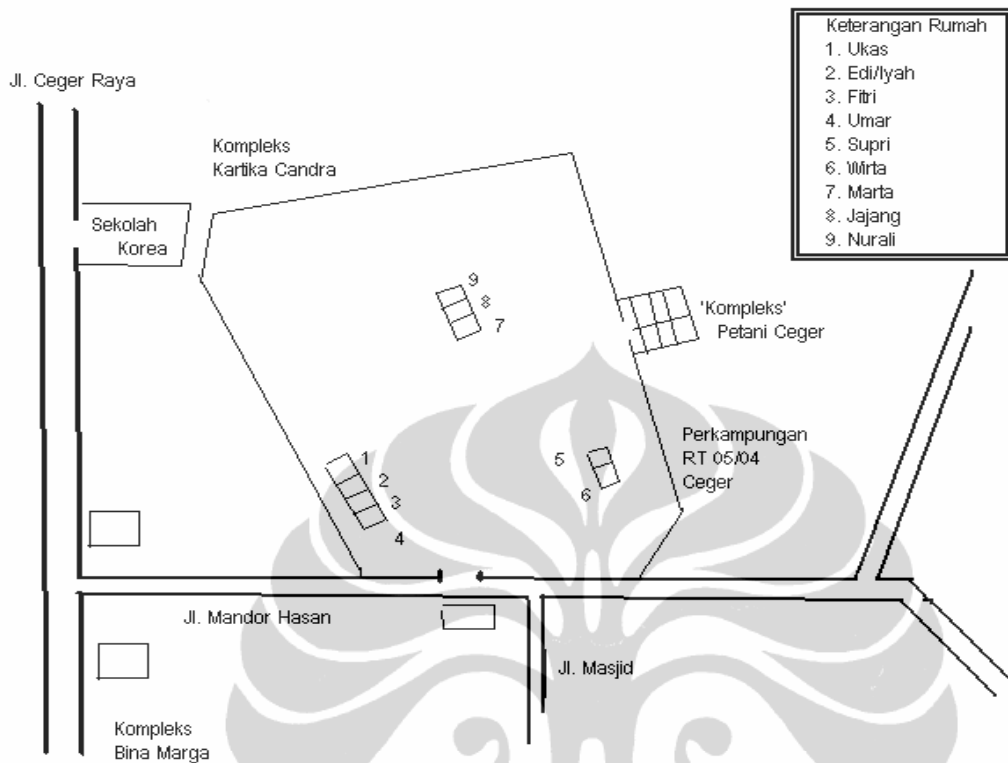 Keterangan Rumah
1. Ukas
2. Edi/Iyah
3. Fitri
4. Umar
5. Supri
6. Wirta
7. Marta
8. Jajang
9. Nurali
Jl. Ceger Raya
Kompleks
Kartika Candra
Sekolah
Korea
9
8
7
'Kompleks'
Petani Ceger
1
2
3
4
5
6
Perkampungan
RT 05/04
Ceger
Jl. Mandor Hasan
Jl. Masjid
Kompleks
Bina Marga